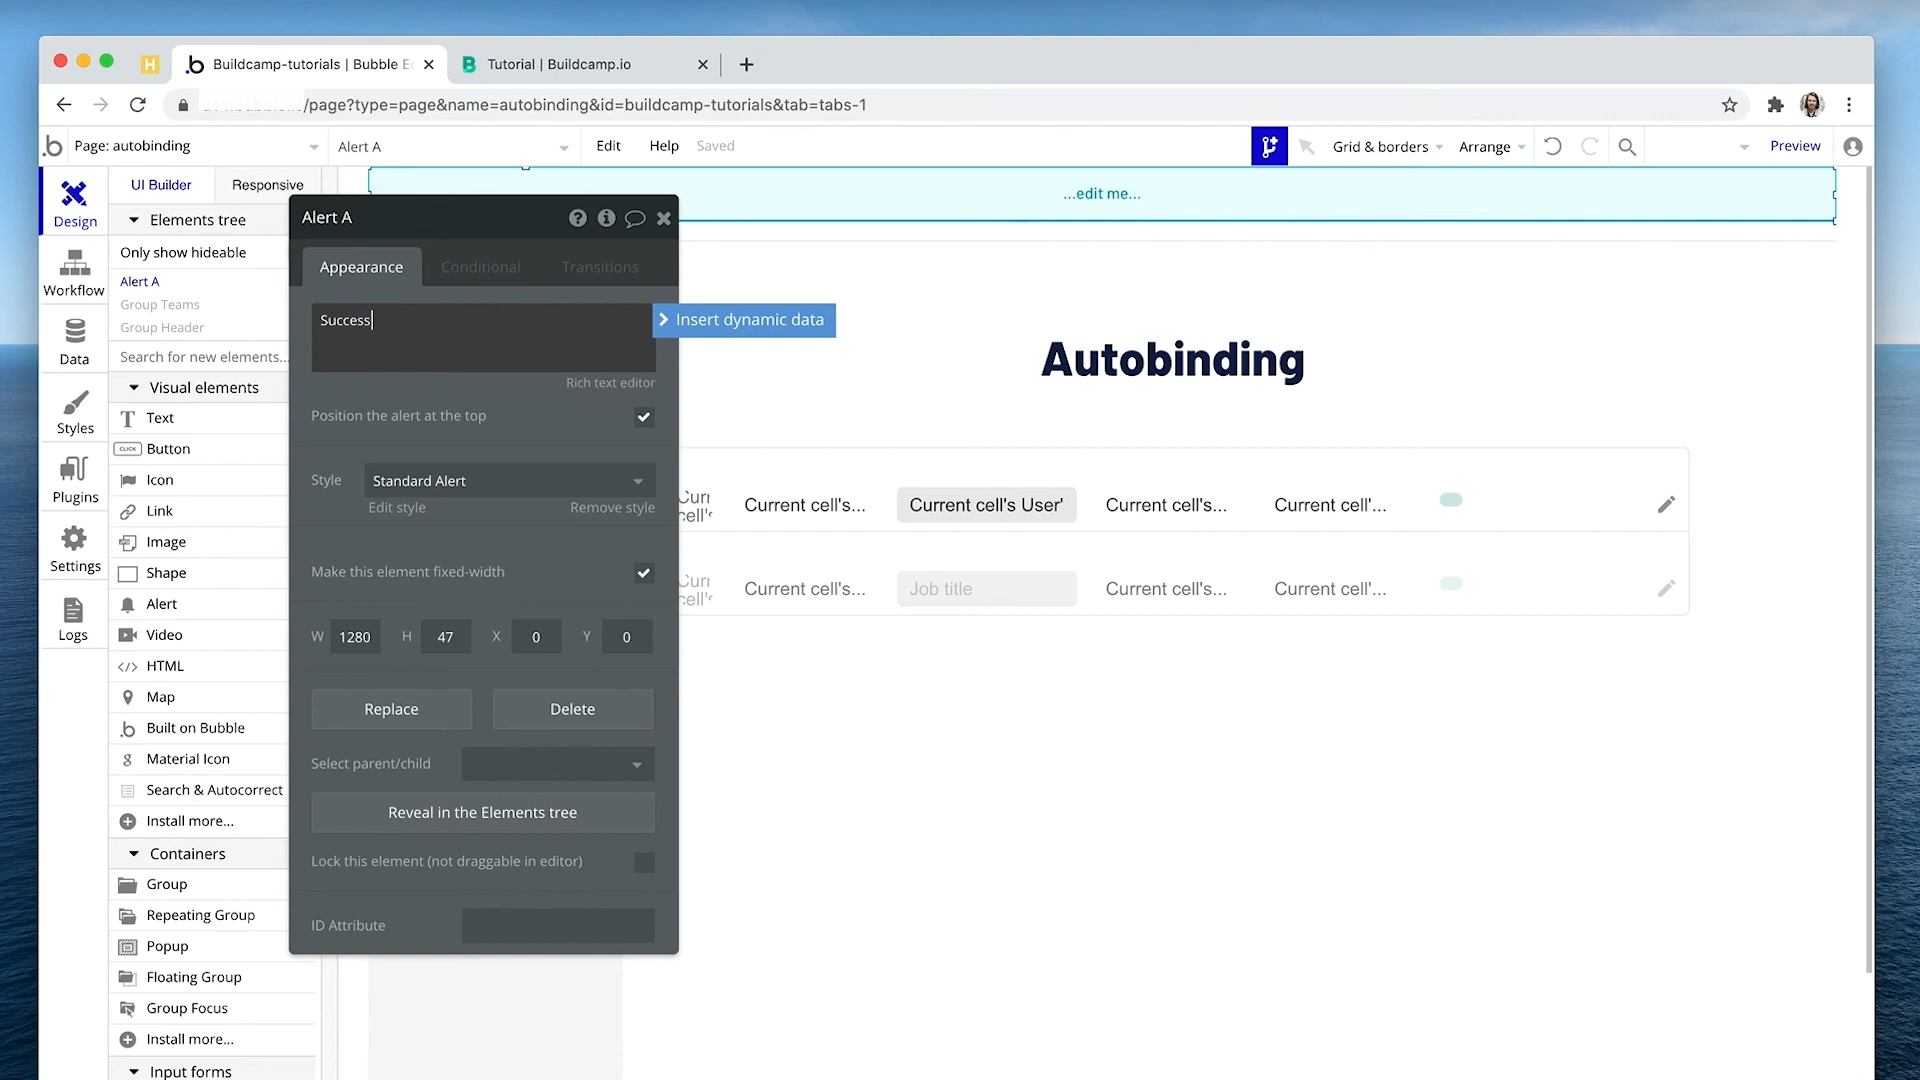 H
Buildcamp-tutorials | Bubble E
Tutorial | Buildcamp.io
/page?type=page&name=autobinding&id=buildcamp-tutorials&tab=tabs-1
Page: autobinding
Alert A
Edit
Help
Saved
Grid & borders
Arrange
Preview
Design
Workflow
Data
Styles
Plugins
Settings
Logs
UI Builder
Responsive
Elements tree
Only show hideable
Alert A
Group Teams
Group Header
Search for new elements...
Visual elements
Text
CLICK
Button
Icon
Link
Image
Shape
Alert
Video
HTML
Map
Built on Bubble
Material Icon
Search & Autocorrect
Install more...
Containers
Group
Repeating Group
Popup
Floating Group
Group Focus
Install more...
Input forms
Alert A
Appearance
Conditional
Transitions
Success
Insert dynamic data
Rich text editor
Position the alert at the top
Style
Standard Alert
Edit style
Remove style
Make this element fixed-width
W 1280 H 47 X 0 Y 0
Replace
Delete
Select parent/child
Reveal in the Elements tree
Lock this element (not draggable in editor)
ID Attribute
...edit me...
Autobinding
Current cell's...
Current cell's User'
Current cell's...
Current cell'...
Current cell's...
Job title
Current cell's...
Current cell'...